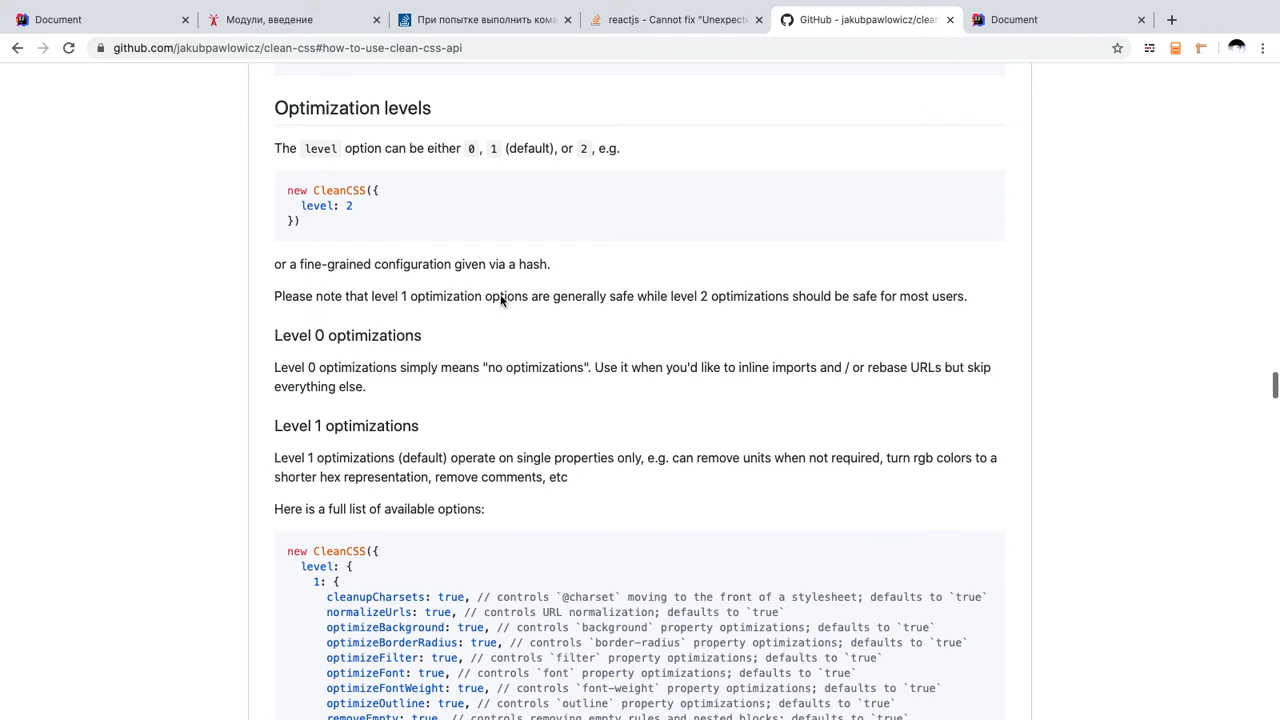 Document
Модули, введение
При попытке выполнить ком
reactjs - Cannot fix "Unexpect
GitHub - jakubpawlowicz/clean
Document
github.com/jakubpawlowicz/clean-css#how-to-use-clean-css-api
Optimization levels
The level option can be either 0, 1 (default), or 2, e.g.
new CleanCSS({
level: 2
})
or a fine-grained configuration given via a hash.
Please note that level 1 optimization options are generally safe while level 2 optimizations should be safe for most users.
Level 0 optimizations
Level 0 optimizations simply means "no optimizations". Use it when you'd like to inline imports and / or rebase URLs but skip
everything else.
Level 1 optimizations
Level 1 optimizations (default) operate on single properties only, e.g. can remove units when not required, turn rgb colors to a
shorter hex representation, remove comments, etc
Here is a full list of available options:
new CleanCSS({
level: {
1: {
cleanupCharsets: true, // controls `@charset` moving to the front of a stylesheet; defaults to `true`
normalizeUrls: true, // controls URL normalization; defaults to `true`
optimizeBackground: true, // controls `background` property optimizations; defaults to `true`
optimizeBorderRadius: true, // controls `border-radius` property optimizations; defaults to `true`
optimizeFilter: true, // controls `filter` property optimizations; defaults to `true`
optimizeFont: true, // controls `font` property optimizations; defaults to `true`
optimizeFontWeight: true, // controls `font-weight` property optimizations; defaults to `true`
optimizeOutline: true, // controls `outline` property optimizations; defaults to `true`
removeEmpty: true, // controls removing empty rules and nested blocks; defaults to `true`